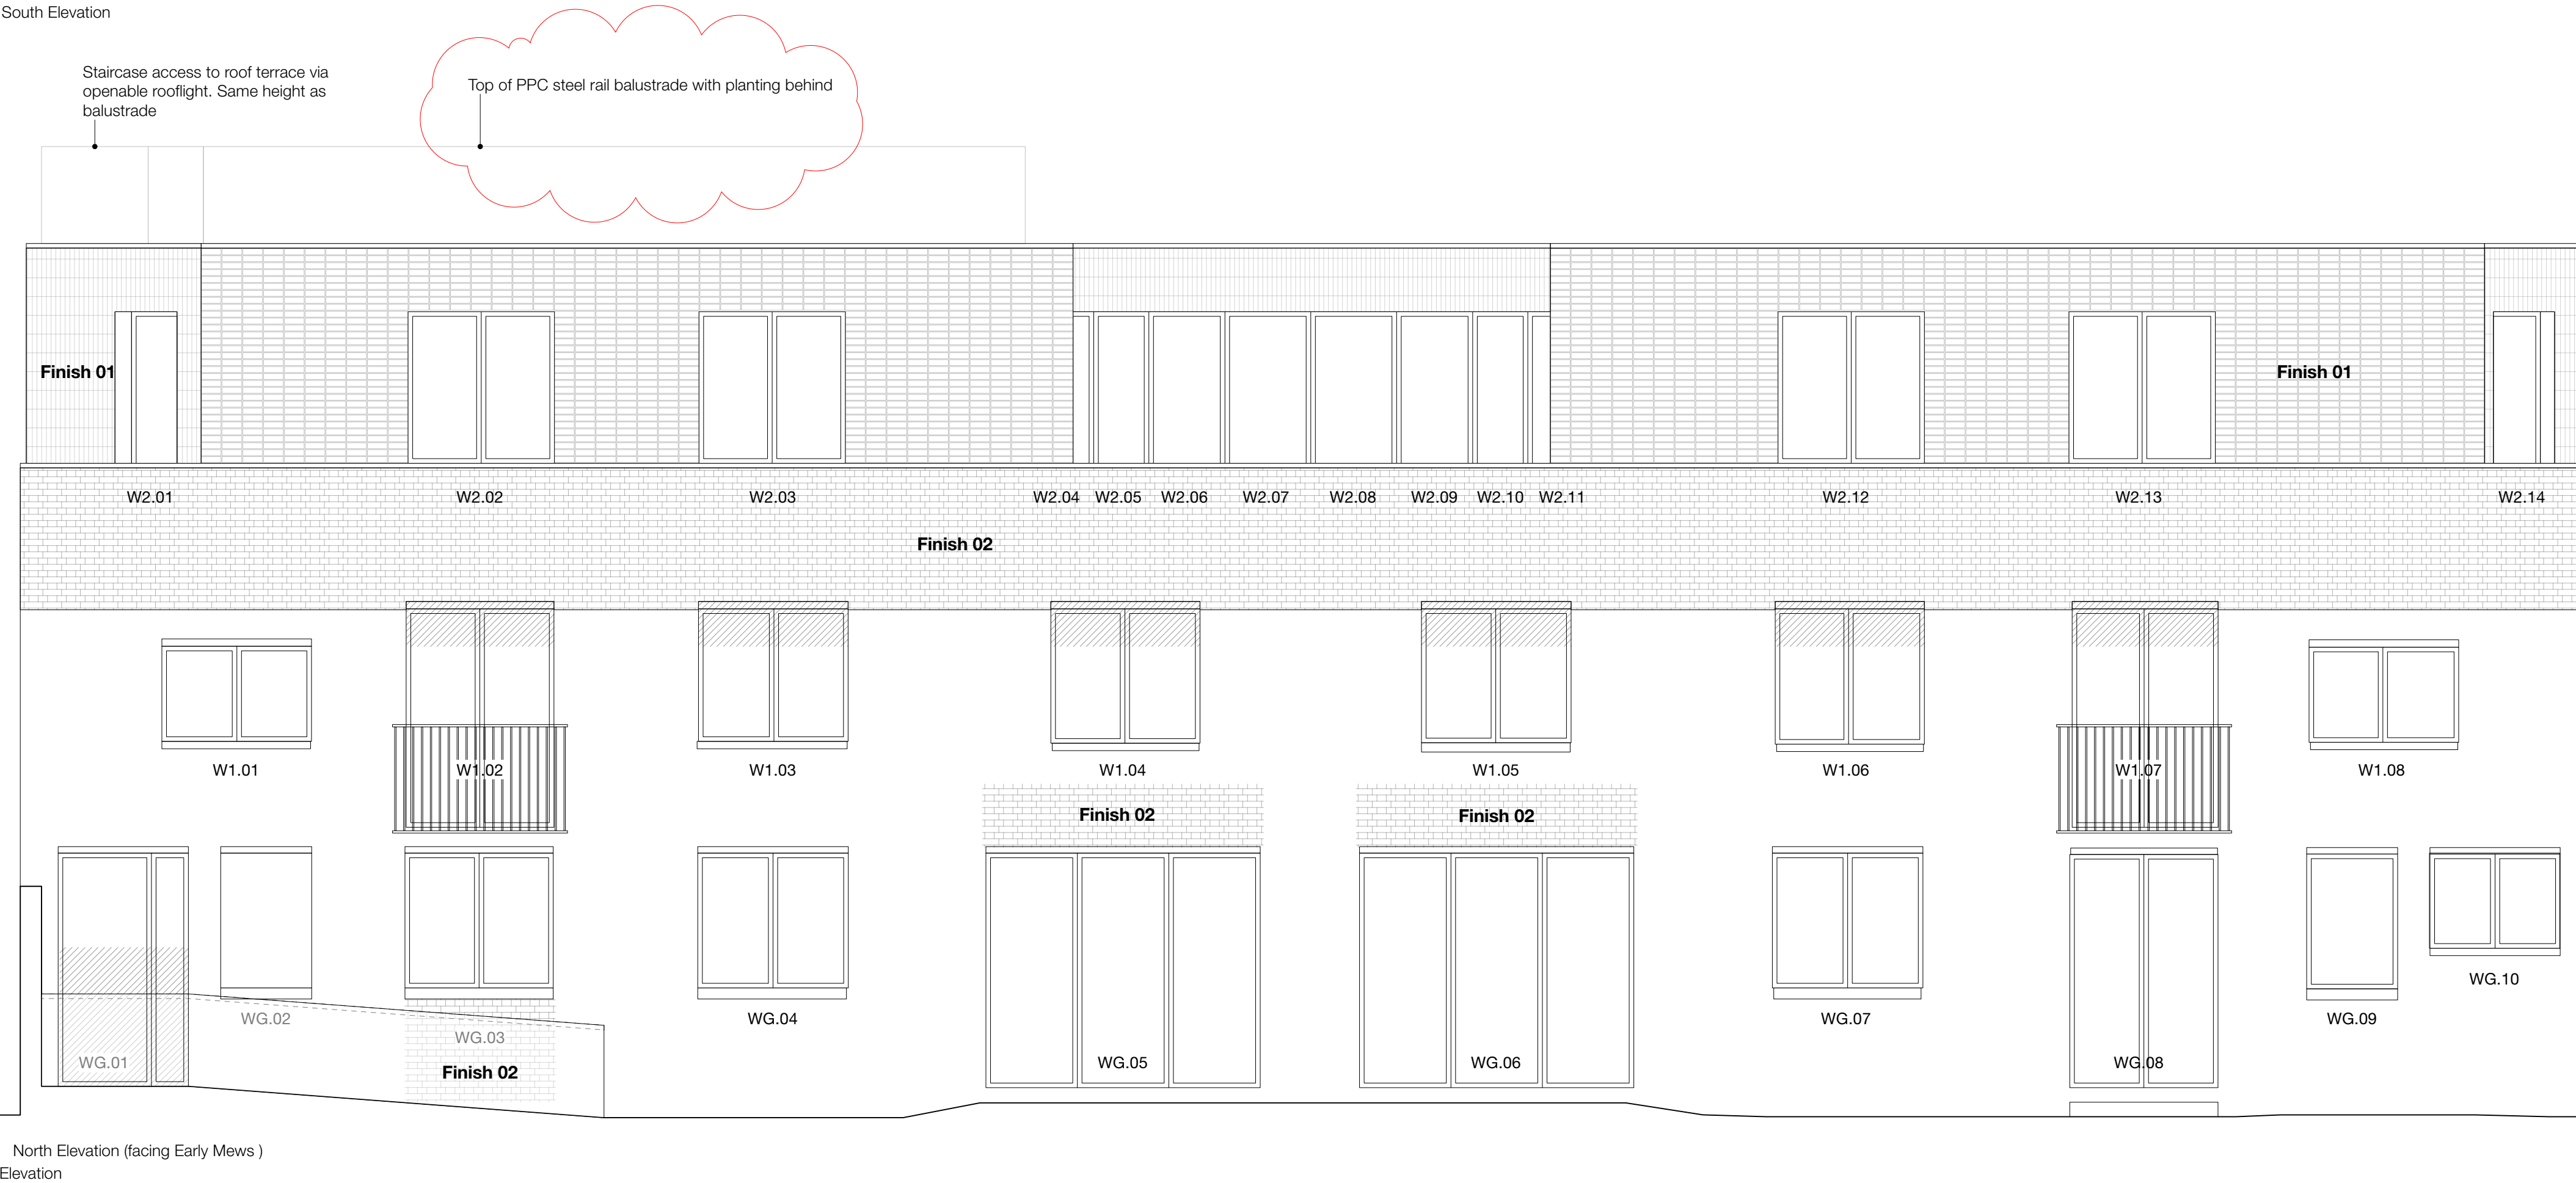 South Elevation
Staircase access to roof terrace via
openable rooflight. Same height as
balustrade
Top of PPC steel rail balustrade with planting behind
Finish 01
Finish 01
W2.01
W2.02
W2.03
W2.04
W2.05
W2.06
W2.07
W2.08
W2.09
W2.10
W2.11
W2.12
W2.13
W2.14
Finish 02
W1.01
W1.02
W1.03
W1.04
W1.05
W1.06
W1.07
W1.08
Finish 02
Finish 02
WG.01
WG.02
WG.03
Finish 02
WG.04
WG.05
WG.06
WG.07
WG.08
WG.09
WG.10
North Elevation (facing Early Mews )
Elevation